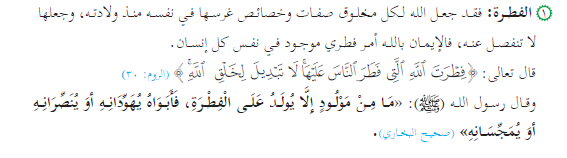 ① الفطرة: فقد جعل الله لكل مخلوق صفات وخصائص غرسها في نفسه منذ ولادته، وجعلها
لا تنفصل عنه، فالإيمان بالله أمر فطري موجود في نفس كل إنسان.
قال تعالى: ﴿فِطْرَتَ اللَّهِ الَّتِي فَطَرَ النَّاسَ عَلَيْهَا ۚ لَا تَبْدِيلَ لِخَلْقِ اللَّهِ ۚ﴾ (الروم: ٣٠)
وقال رسول الله (ﷺ): «مَا مِنْ مَوْلُودٍ إِلَّا يُولَدُ عَلَى الْفِطْرَةِ، فَأَبَوَاهُ يُهَوِّدَانِهِ أَوْ يُنَصِّرَانِهِ
أَوْ يُمَجِّسَانِهِ» (صحيح البخاري).